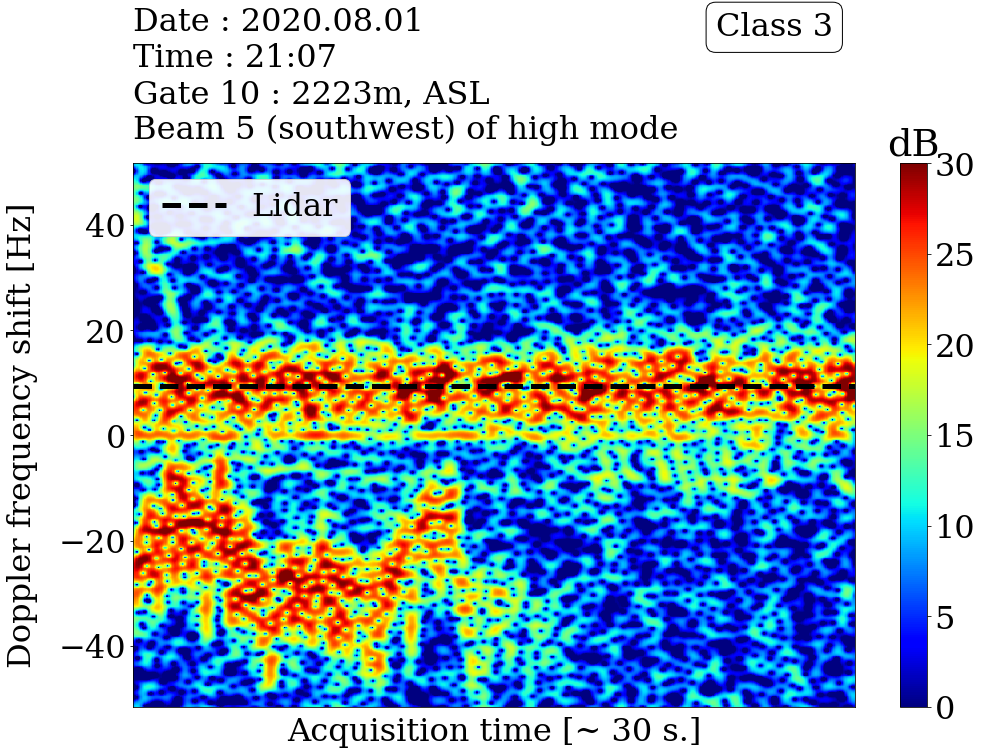 Date : 2020.08.01
Time : 21:07
Gate 10 : 2223m, ASL
Beam 5 (southwest) of high mode
Class 3
dB
Lidar
Doppler frequency shift [Hz]
40
20
0
−20
−40
30
25
20
15
10
5
0
Acquisition time [~ 30 s.]